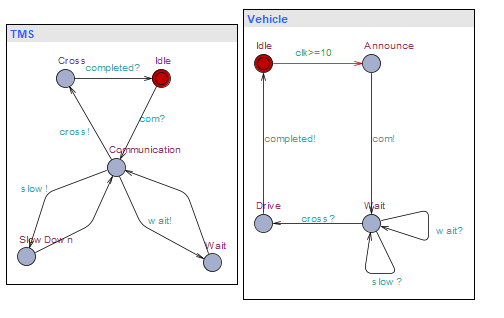 TMS
Cross
Idle
completed?
com?
cross!
Communication
slow!
wait!
Slow Down
Wait
Vehicle
Idle
clk>=10
Announce
completed!
com!
Drive
cross?
Wait
wait?
slow?